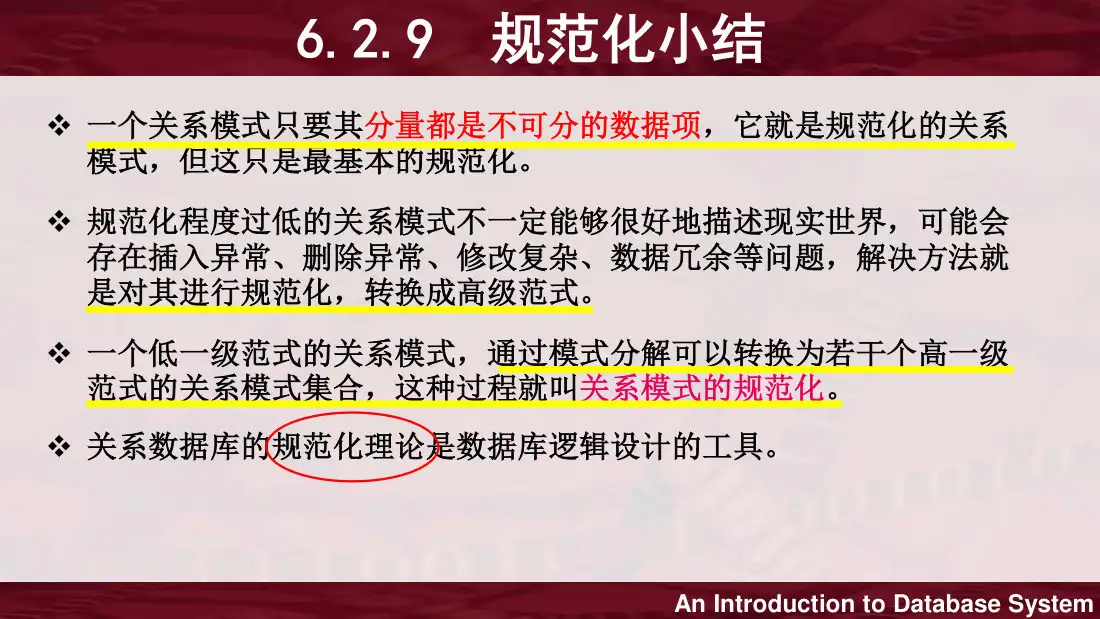 6.2.9 规范化小结
❖ 一个关系模式只要其分量都是不可分的数据项，它就是规范化的关系
模式，但这只是最基本的规范化。
❖ 规范化程度过低的关系模式不一定能够很好地描述现实世界，可能会
存在插入异常、删除异常、修改复杂、数据冗余等问题，解决方法就
是对其进行规范化，转换成高级范式。
❖ 一个低一级范式的关系模式，通过模式分解可以转换为若干个高一级
范式的关系模式集合，这种过程就叫关系模式的规范化。
❖ 关系数据库的规范化理论是数据库逻辑设计的工具。
An Introduction to Database System